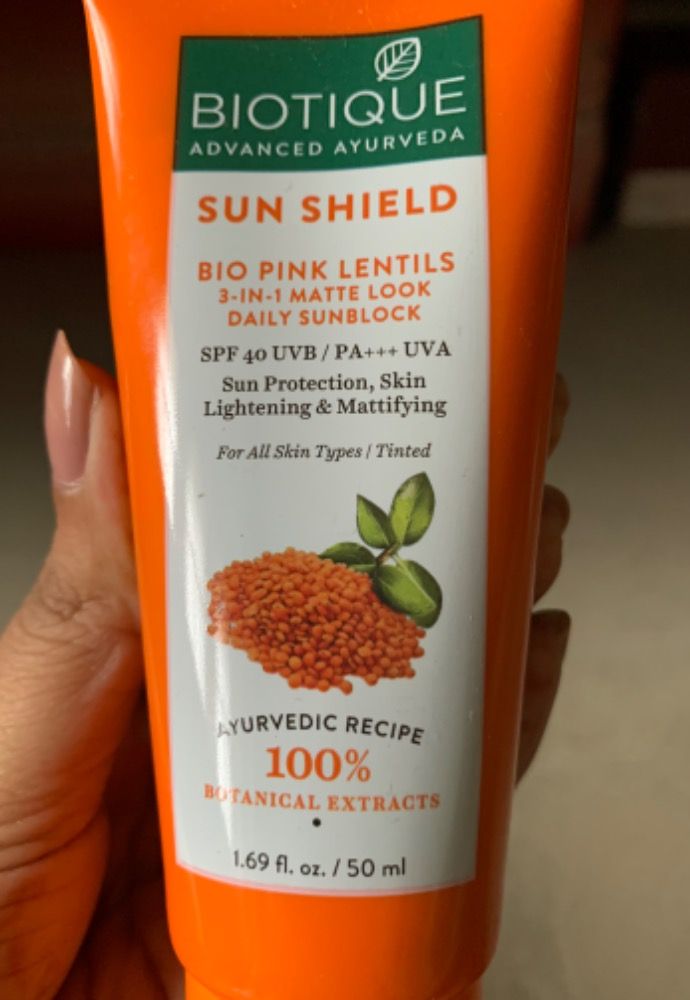 BIOTIQUE
ADVANCED AYURVEDA
SUN SHIELD
BIO PINK LENTILS
3-IN-1 MATTE LOOK
DAILY SUNBLOCK
SPF 40 UVB / PA+++ UVA
Sun Protection, Skin
Lightening & Mattifying
For All Skin Types / Tinted
AYURVEDIC RECIPE
100%
BOTANICAL EXTRACTS
1.69 fl. oz. / 50 ml